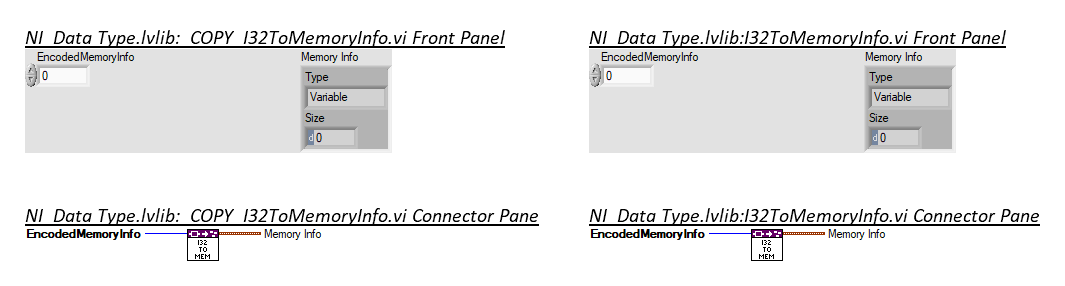 NI_Data Type.lvlib:_COPY_I32ToMemoryInfo.vi Front Panel
EncodedMemoryInfo
0
Memory Info
Type
Variable
Size
d 0
NI_Data Type.lvlib:_COPY_I32ToMemoryInfo.vi Connector Pane
EncodedMemoryInfo
I32
TO
MEM
Memory Info
NI_Data Type.lvlib:I32ToMemoryInfo.vi Front Panel
EncodedMemoryInfo
0
Memory Info
Type
Variable
Size
d 0
NI_Data Type.lvlib:I32ToMemoryInfo.vi Connector Pane
EncodedMemoryInfo
I32
TO
MEM
Memory Info